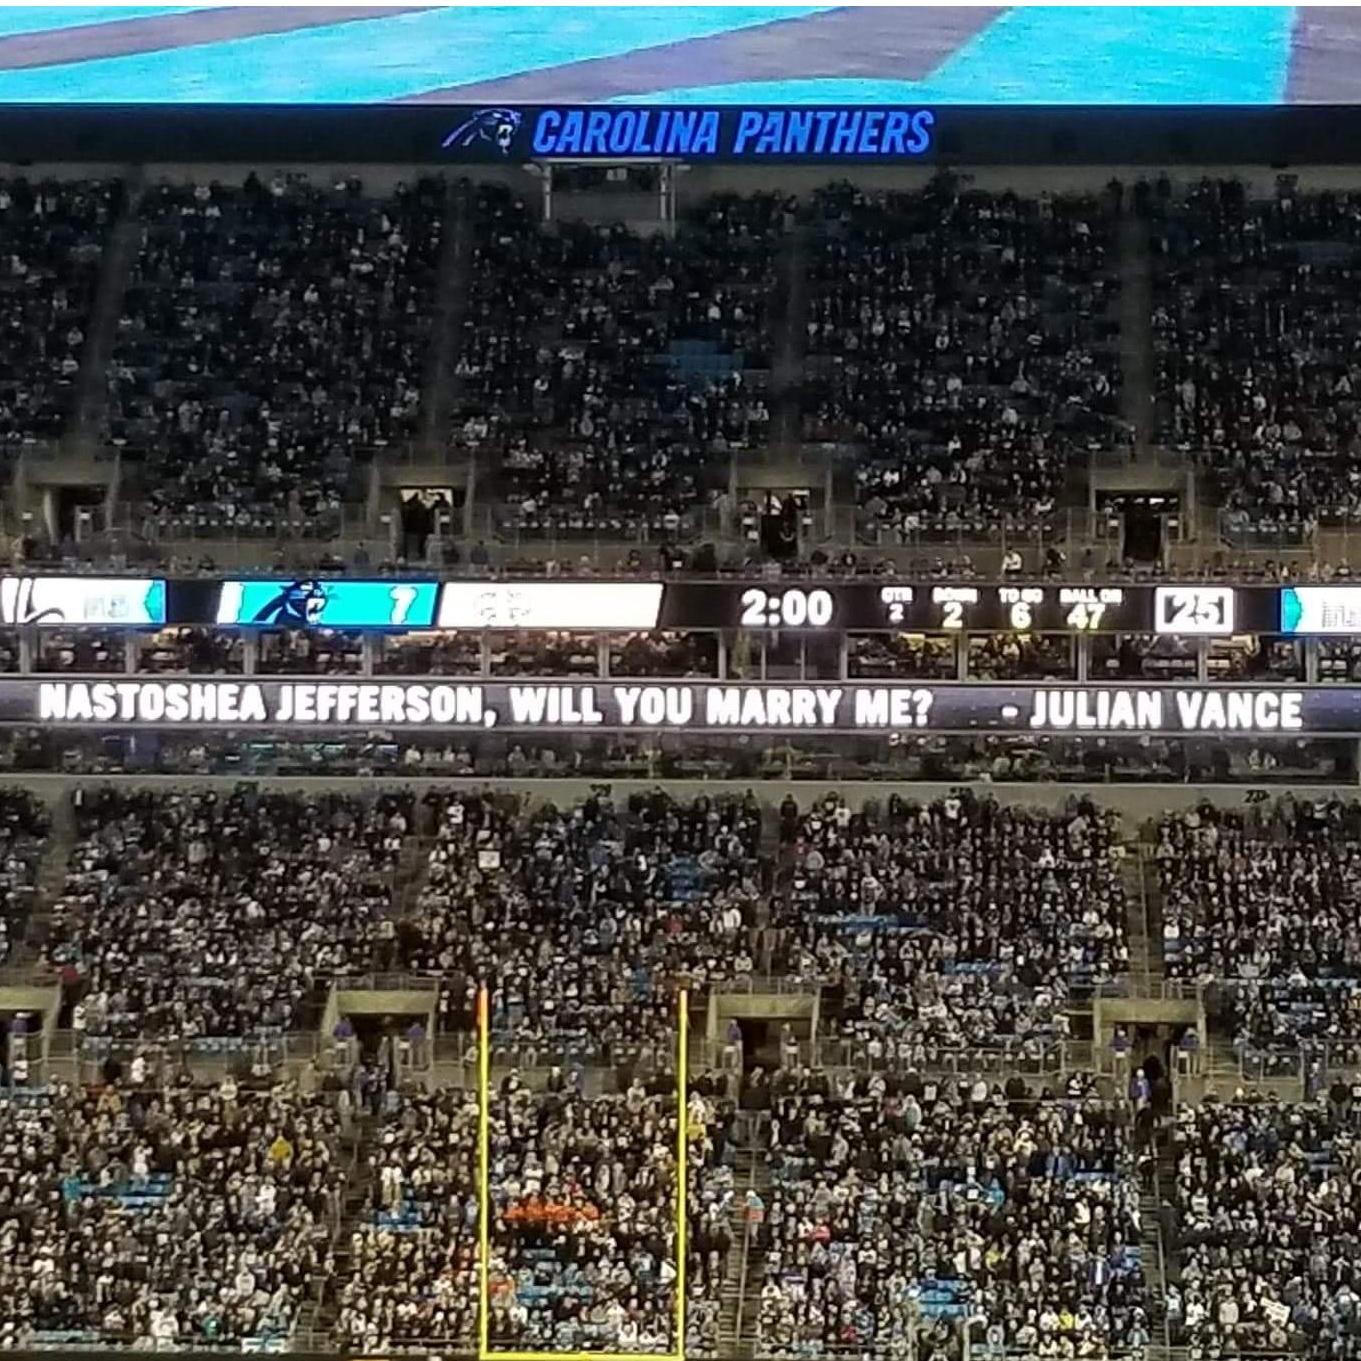 CAROLINA PANTHERS
7
2:00
QTR DOWN TO GO BALL ON
2 2 6 47
25
NASTOSHEA JEFFERSON, WILL YOU MARRY ME? - JULIAN VANCE